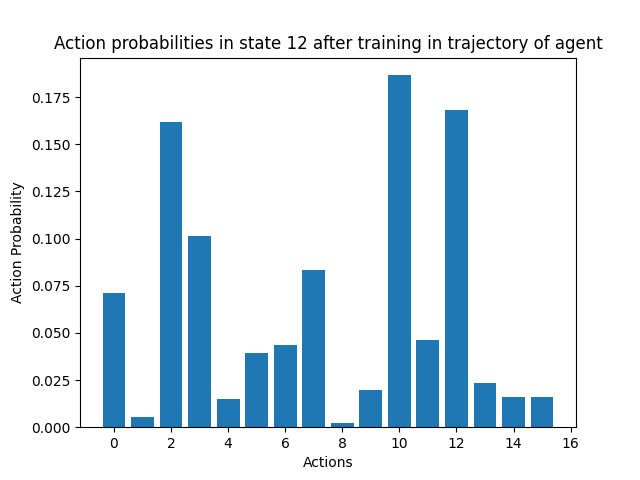 Action probabilities in state 12 after training in trajectory of agent
0.175
0.150
0.125
0.100
0.075
0.050
0.025
0.000
Action Probability
0 2 4 6 8 10 12 14 16
Actions